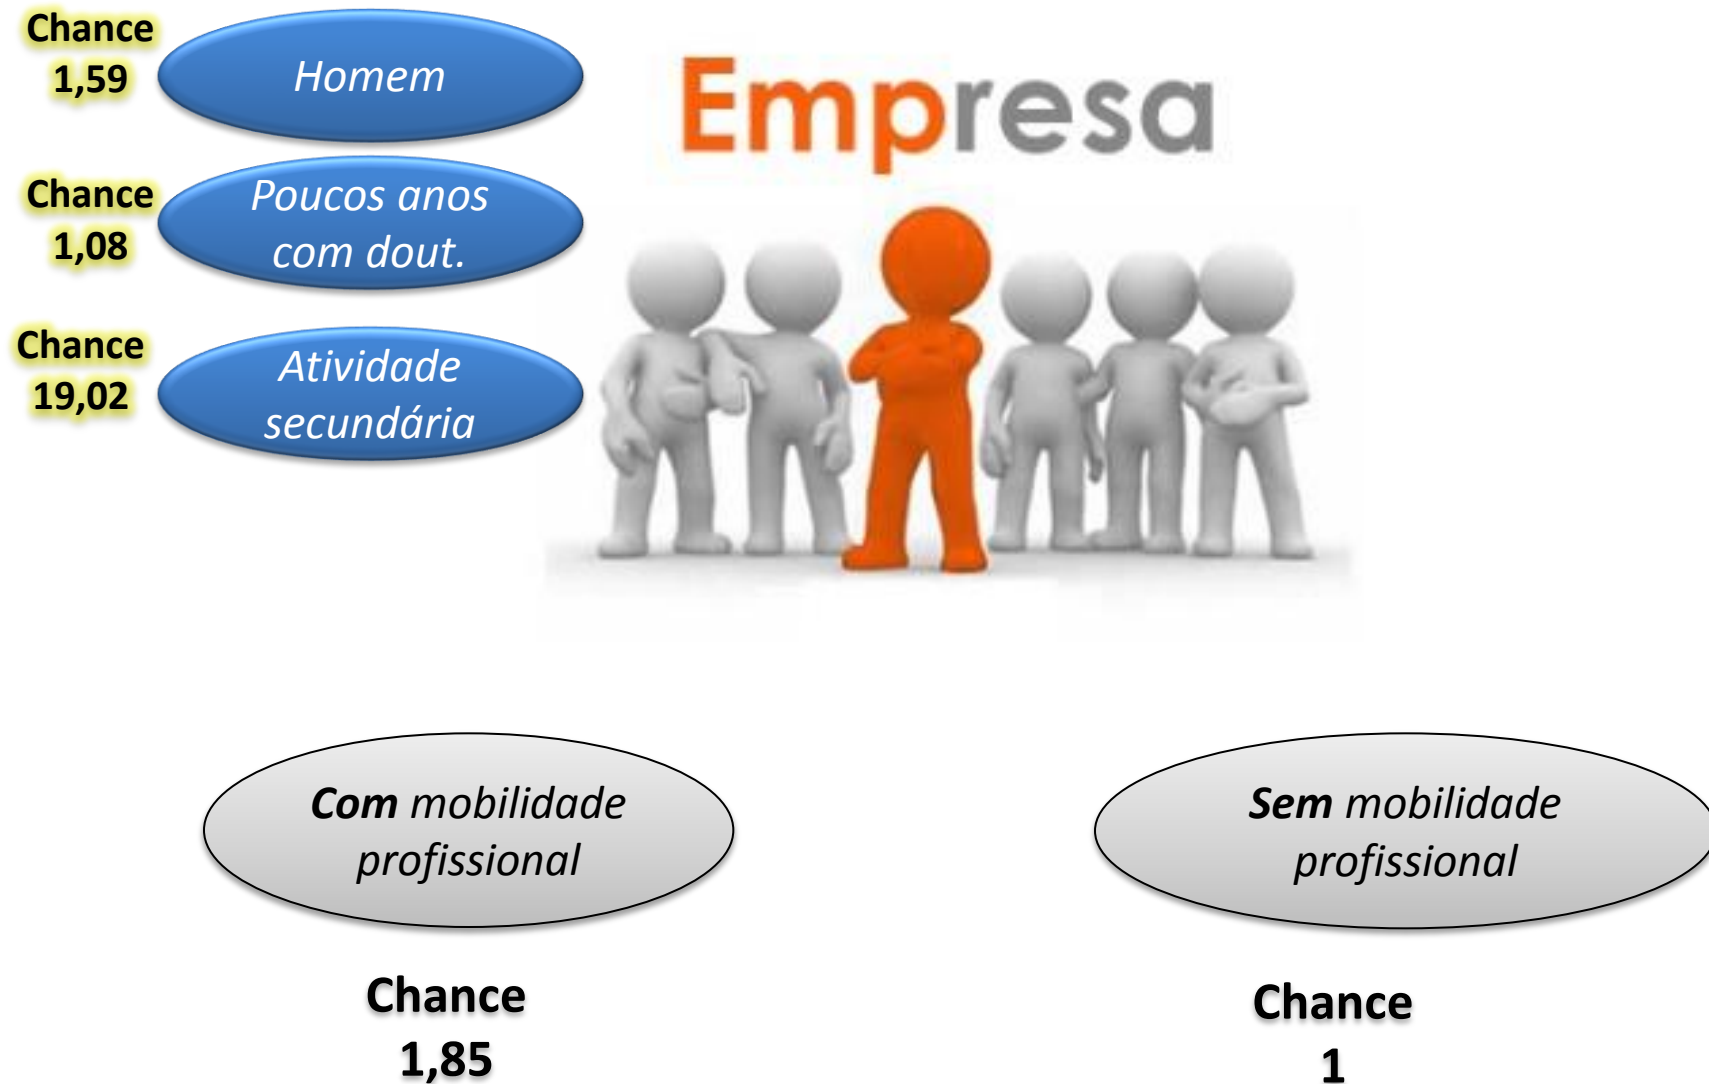 Chance
1,59
Homem
Empresa
Chance
1,08
Poucos anos
com dout.
Chance
19,02
Atividade
secundária
Com mobilidade
profissional
Chance
1,85
Sem mobilidade
profissional
Chance
1